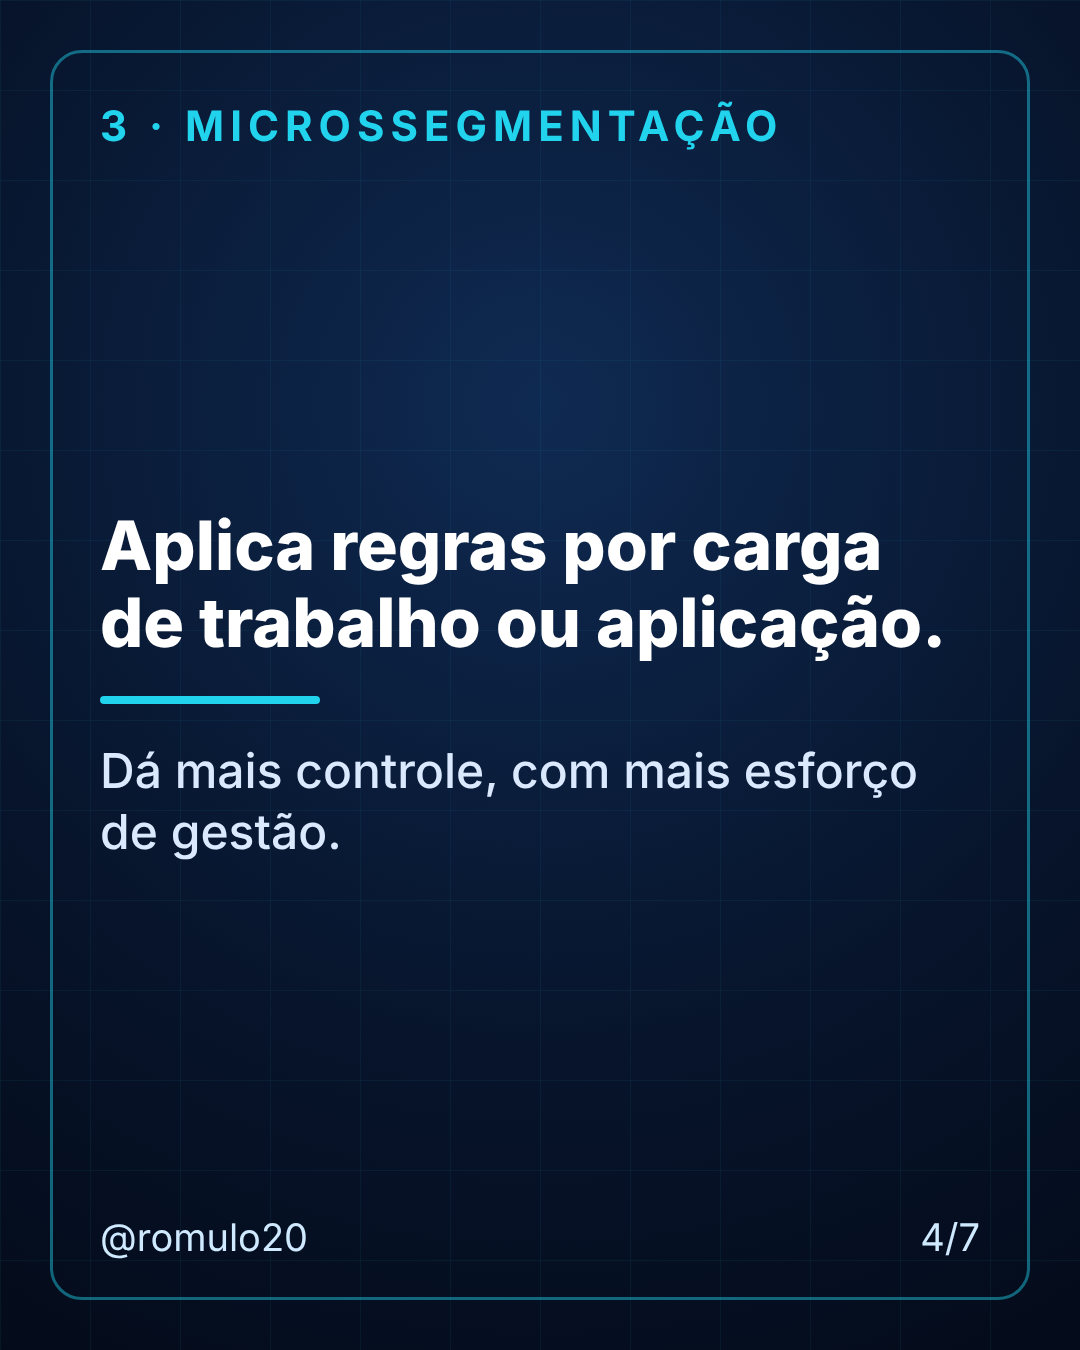 3 · MICROSSEGMENTAÇÃO
Aplica regras por carga
de trabalho ou aplicação.
Dá mais controle, com mais esforço
de gestão.
@romulo20
4/7